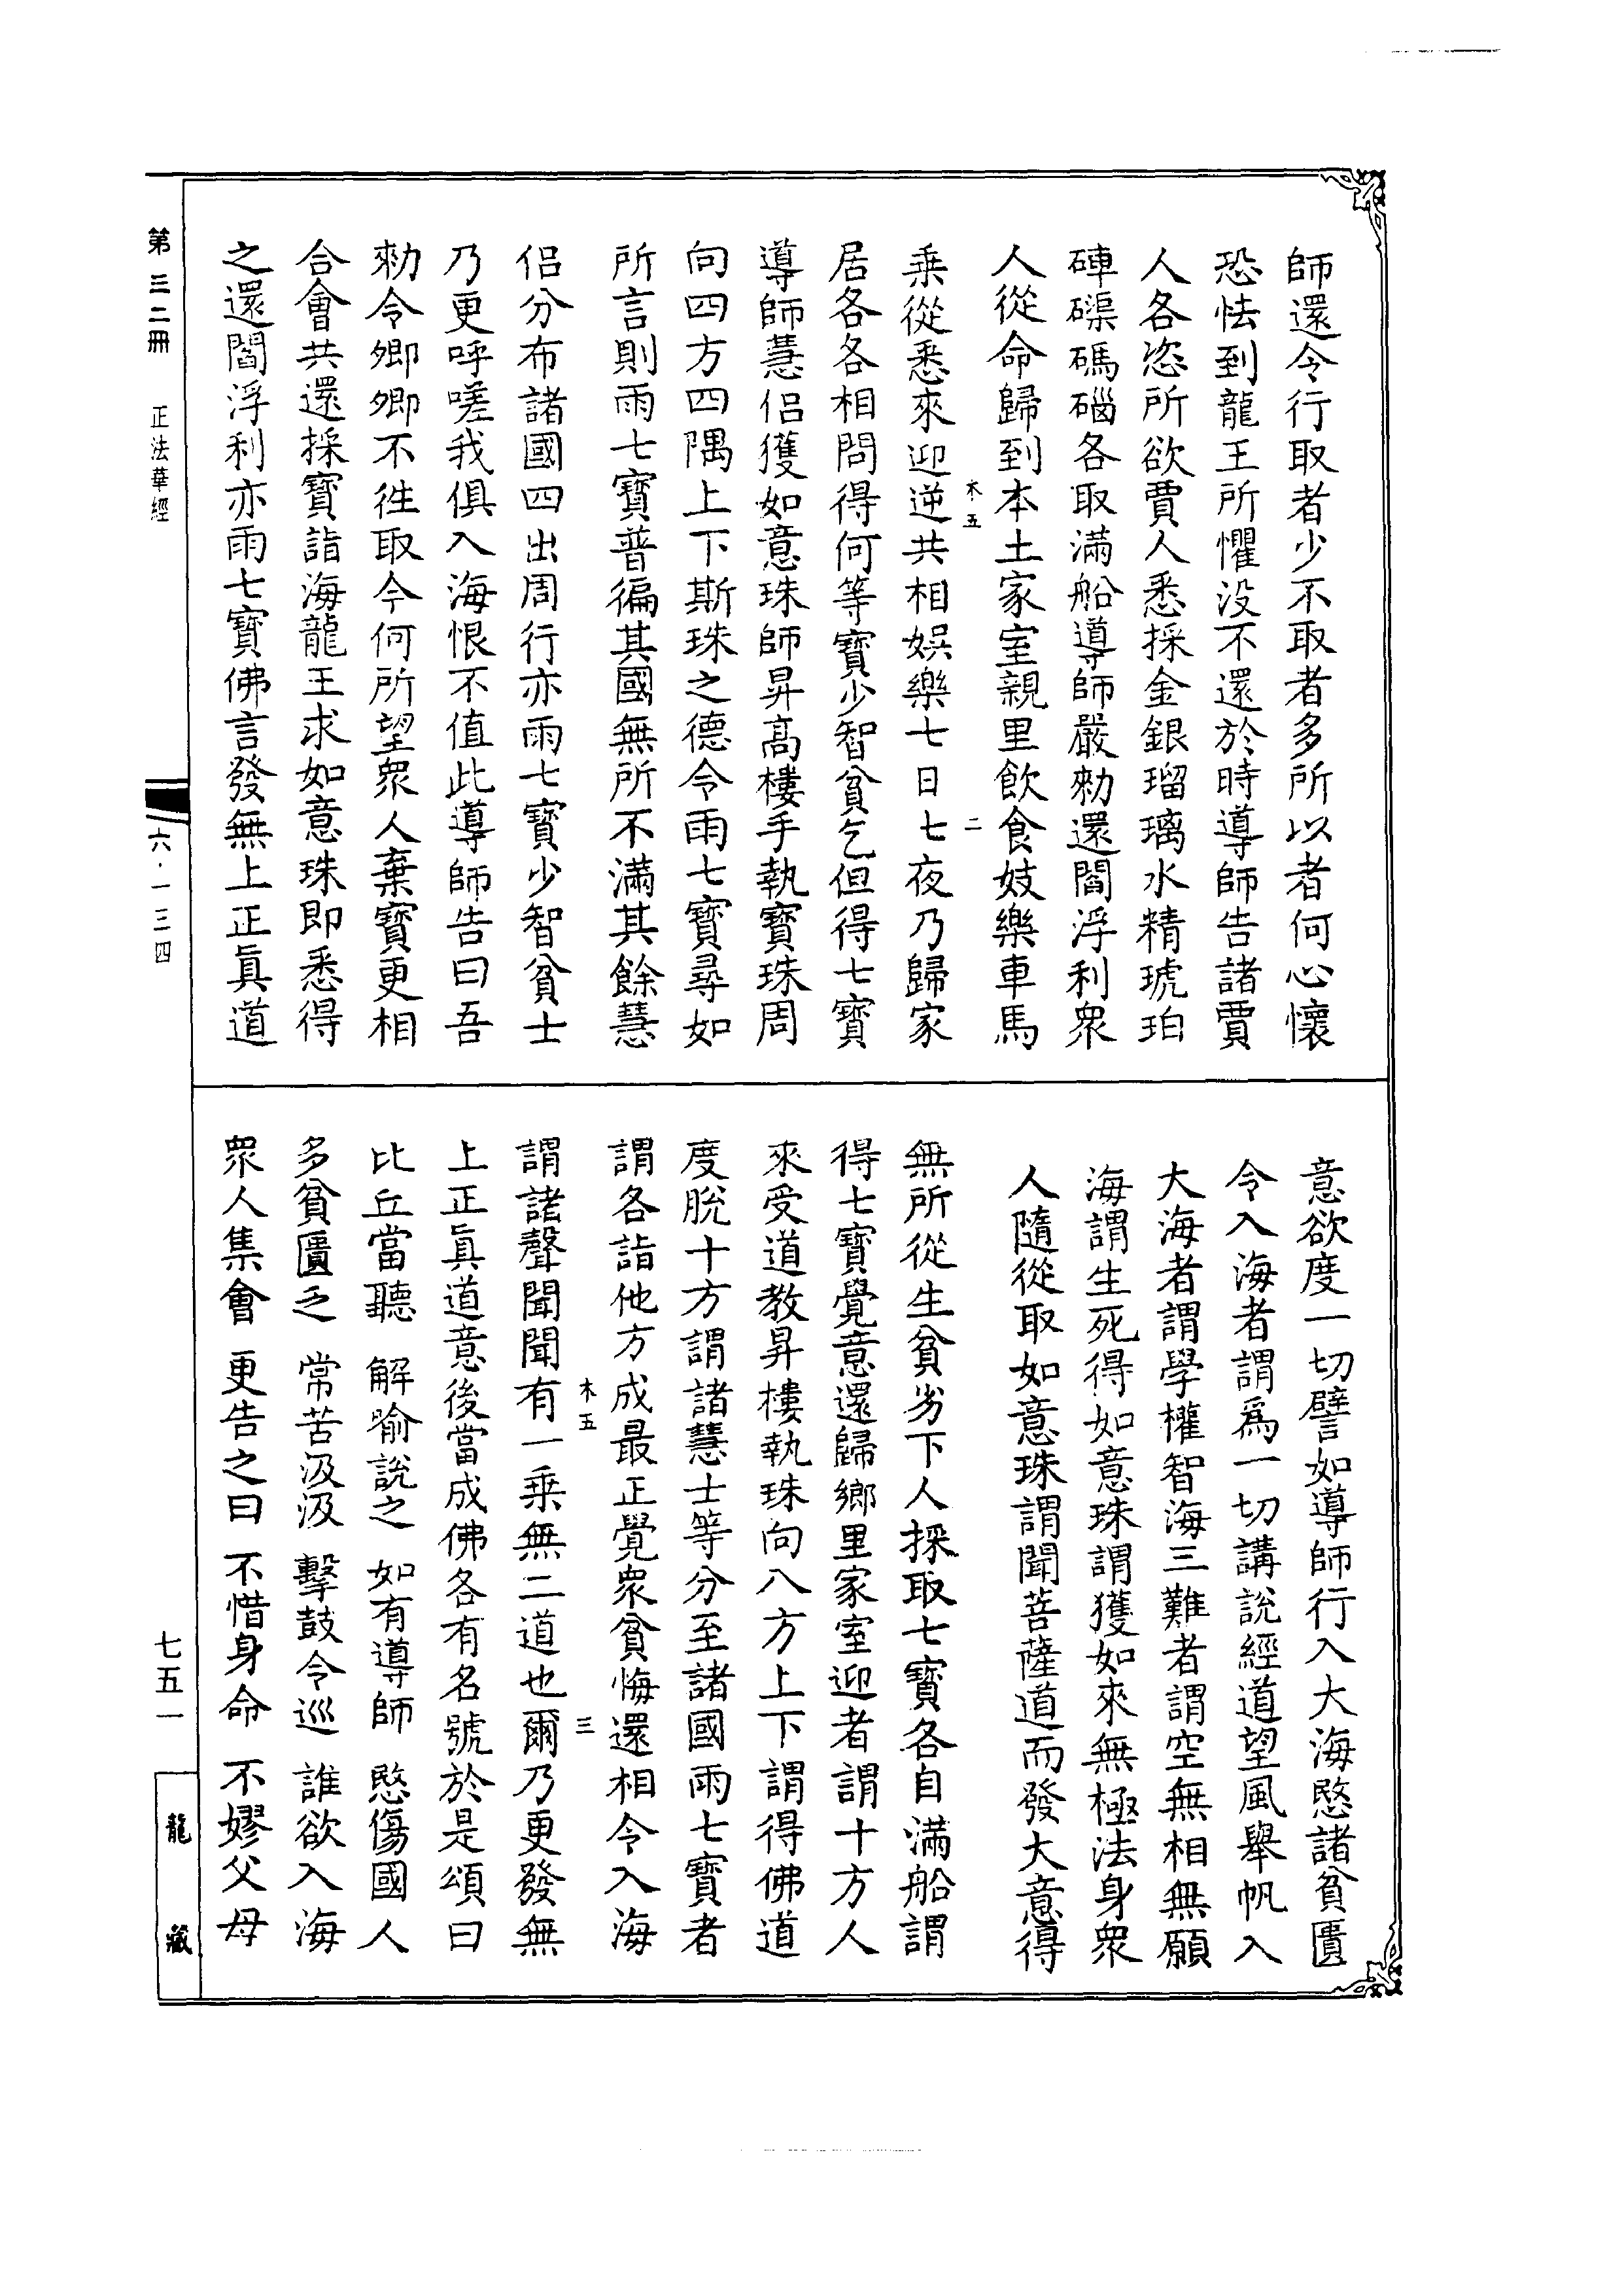 師還令行取者少不取者多所以者何心懷
恐怯到龍王所懼没不還於時導師告諸賈
人各恣所欲賈人悉採金銀瑠璃水精琥珀
硨磲碼碯各取滿船導師嚴勑還閻浮利衆
人從命歸到本土家室親里飲食妓樂車馬
木五 二
乗從悉來迎逆共相娛樂七日七夜乃歸家
居各各相問得何等寶少智貧乞但得七寶
導師慧侣獲如意珠師昇高樓手執寶珠周
向四方四隅上下斯珠之德令雨七寶尋如
所言則雨七寶普徧其國無所不滿其餘慧
侣分布諸國四出周行亦雨七寶少智貧士
乃更呼嗟我俱入海恨不值此導師告曰吾
勑令卿卿不徃取今何所望衆人棄寶更相
合會共還採寶詣海龍王求如意珠即悉得
之還閻浮利亦雨七寶佛言發無上正眞道
意欲度一切譬如導師行入大海愍諸貧匱
令入海者謂爲一切講說經道望風舉帆入
大海者謂學權智海三難者謂空無相無願
海謂生死得如意珠謂獲如來無極法身衆
人隨從取如意珠謂聞菩薩道而發大意得
無所從生貧劣下人採取七寶各自滿船謂
得七寶覺意還歸鄉里家室迎者謂十方人
來受道教昇樓執珠向八方上下謂得佛道
度脫十方謂諸慧士等分至諸國雨七寶者
謂各詣他方成最正覺衆貧悔還相令入海
木五 三
謂諸聲聞聞有一乗無二道也爾乃更發無
上正眞道意後當成佛各有名號於是頌曰
比丘當聽 解喻說之 如有導師 愍傷國人
多貧匱乏 常苦汲汲 擊鼓令巡 誰欲入海
衆人集會 更告之曰 不惜身命 不嫪父母
第三二冊 正法華經 六·一三四 七五一 龍藏